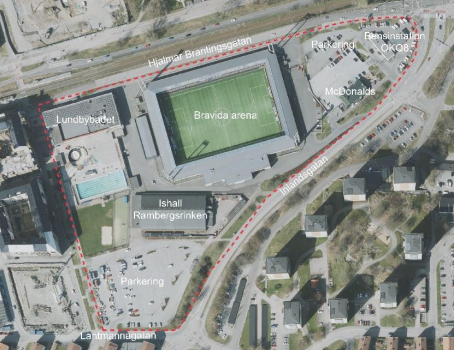 Hjalmar Brantingsgatan
Parkering
Bensinstation
OKQ8
McDonalds
Lundbybadet
Bravida arena
Inlandsgatan
Ishall
Rambergsrinken
Parkering
Lantmannagatan